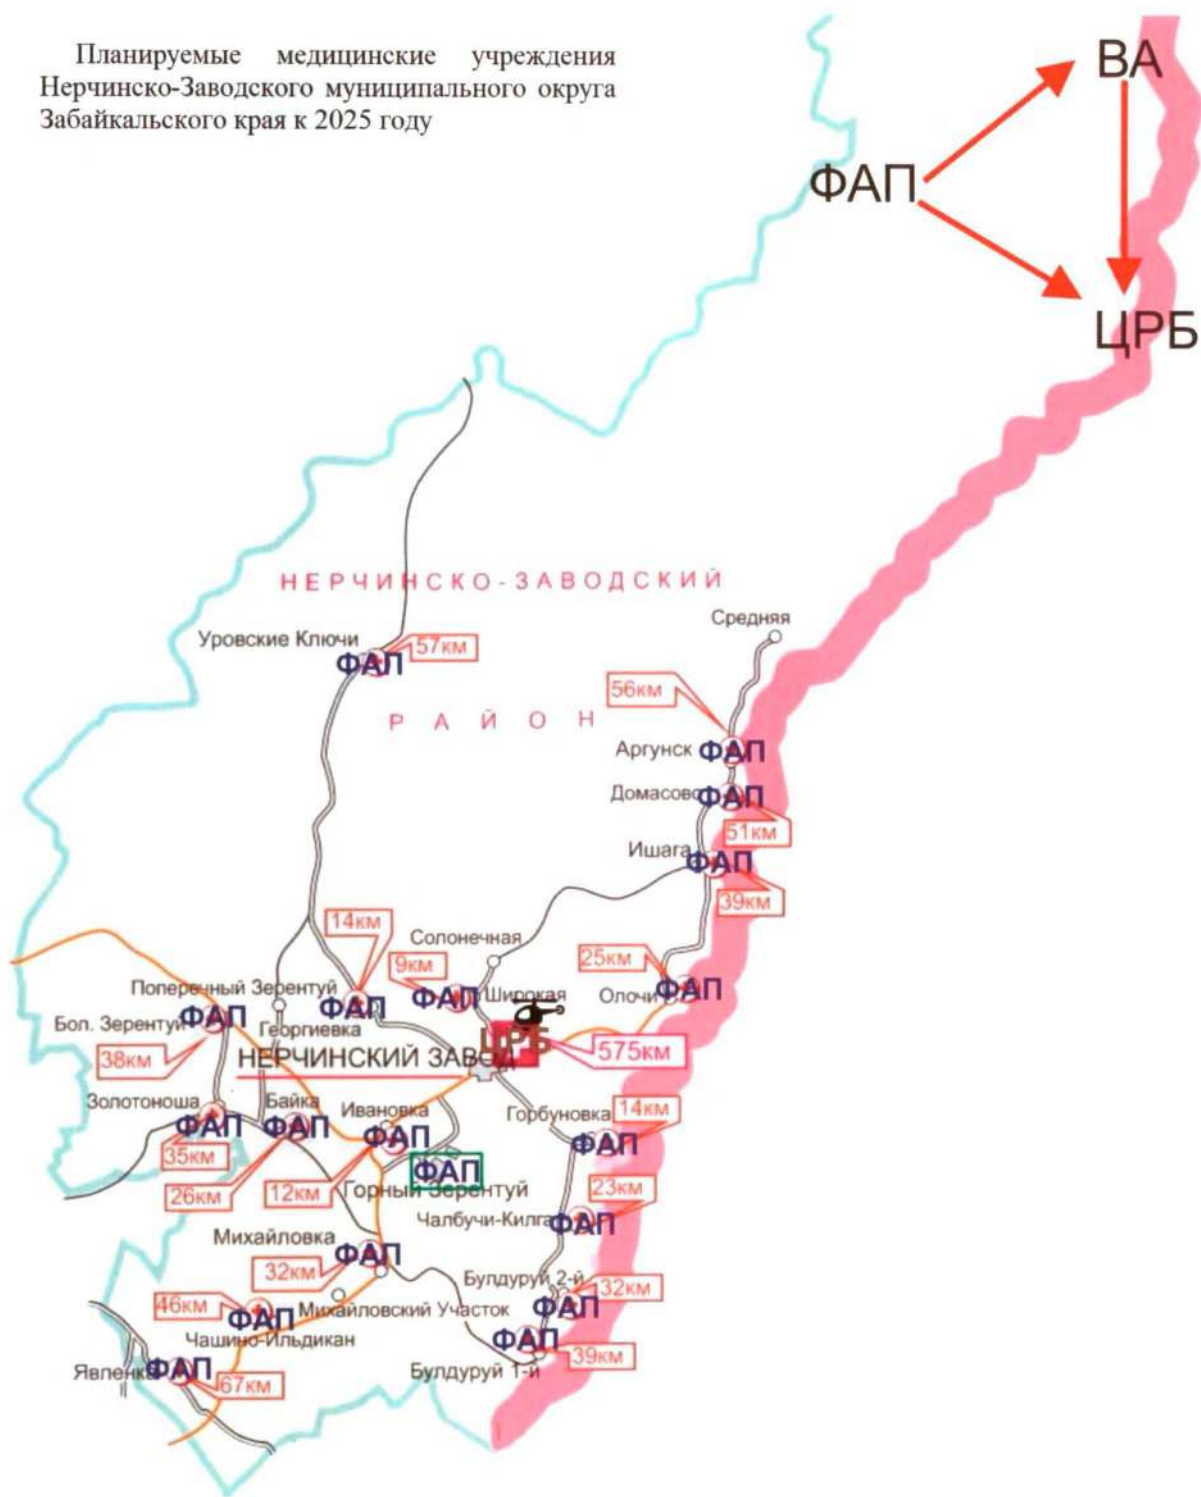 Планируемые медицинские учреждения
Нерчинско-Заводского муниципального округа
Забайкальского края к 2025 году
ВА
ФАП
ЦРБ
НЕРЧИНСКО-ЗАВОДСКИЙ
РАЙОН
Средняя
Уровские Ключи
ФАП
57км
56км
Аргунск ФАП
Домасово ФАП
51км
Ишага ФАП
39км
14км
Солонечная
9км
25км
Поперечный Зерентуй
ФАП
ФАП
Широкая
Олочи ФАП
Бол. Зерентуй ФАП
Георгиевка
38км
ЦРБ
НЕРЧИНСКИЙ ЗАВОД
575км
Золотоноша
ФАП
35км
Байка
ФАП
26км
Ивановка
ФАП
12км
Горбуновка
14км
ФАП
ФАП
Горный Зерентуй
23км
Чалбучи-Килга ФАП
Михайловка
ФАП
32км
Булдуруй 2-й
32км
ФАП
46км
ФАП
Михайловский Участок
Чашино-Ильдикан
ФАП
39км
Булдуруй 1-й
Явленка ФАП
67км